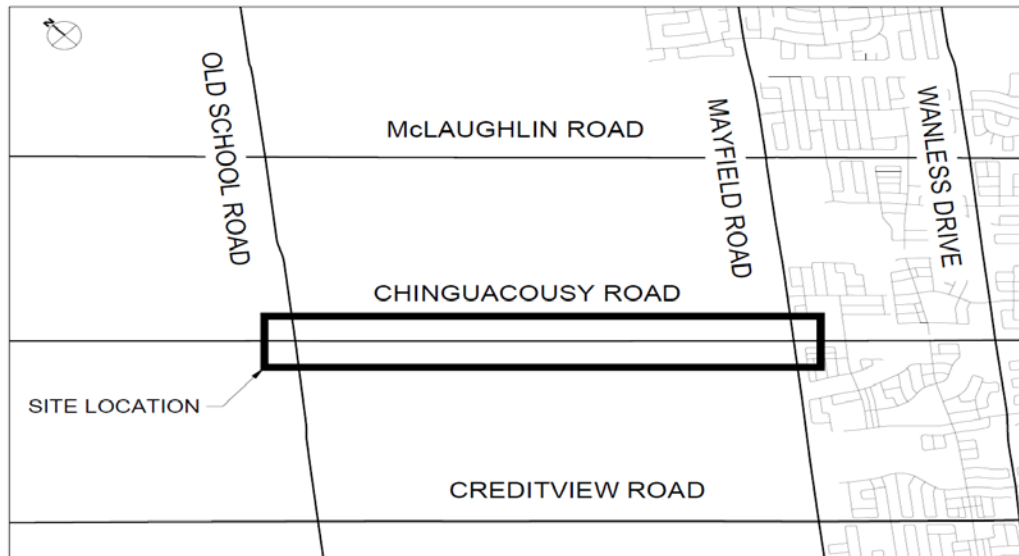 N
OLD SCHOOL ROAD
McLAUGHLIN ROAD
MAYFIELD ROAD
WANLESS DRIVE
CHINGUACOUSY ROAD
SITE LOCATION
CREDITVIEW ROAD